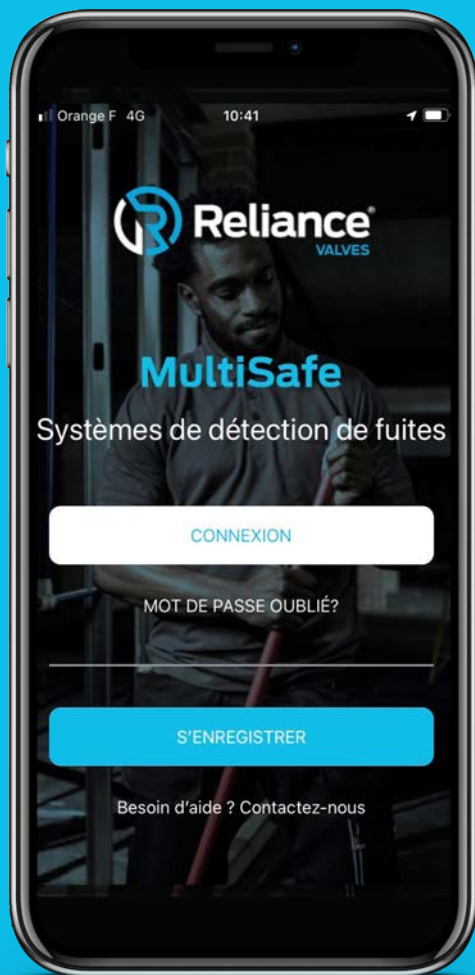 Orange F 4G 10:41
Reliance®
VALVES
MultiSafe
Systèmes de détection de fuites
CONNEXION
MOT DE PASSE OUBLIÉ?
S'ENREGISTRER
Besoin d'aide ? Contactez-nous